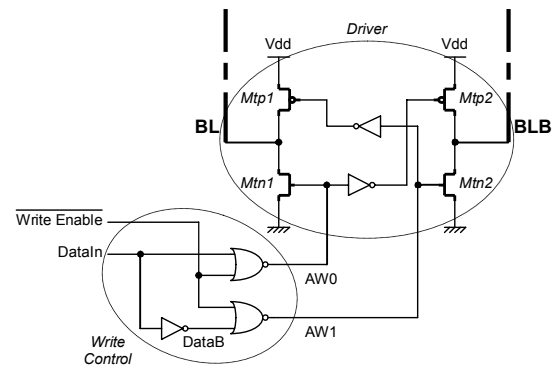 Driver
Vdd
Vdd
Mtp1
Mtp2
BL
BLB
Mtn1
Mtn2
Write Enable
DataIn
AW0
AW1
DataB
Write
Control